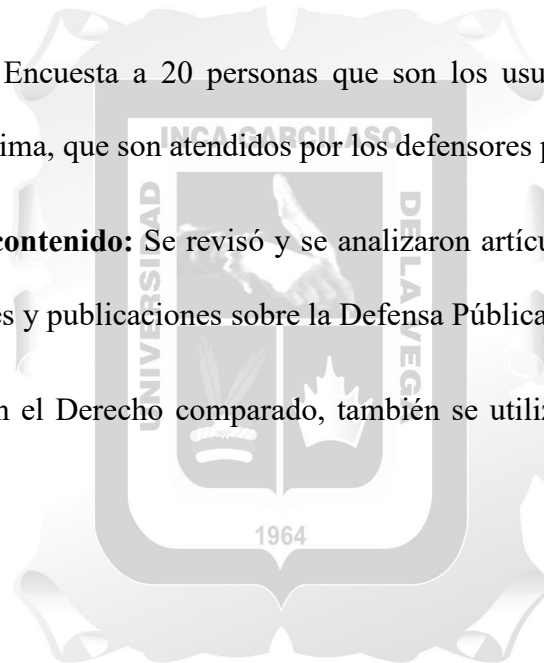 Encuesta a 20 personas que son los usu
ima, que son atendidos por los defensores p
INCA GARCILASO
UNIVERSIDAD
DE LA VEGA
contenido: Se revisó y se analizaron artícu
es y publicaciones sobre la Defensa Pública
n el Derecho comparado, también se utiliz
1964